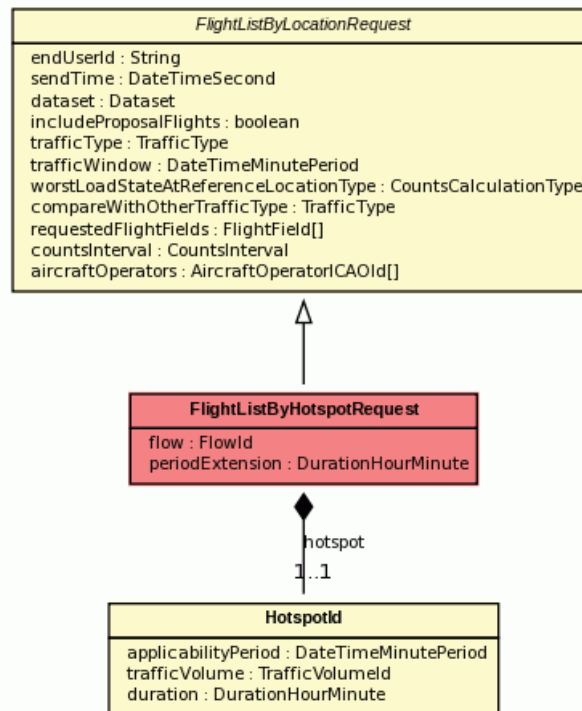 FlightListByLocationRequest
endUserId : String
sendTime : DateTimeSecond
dataset : Dataset
includeProposalFlights : boolean
trafficType : TrafficType
trafficWindow : DateTimeMinutePeriod
worstLoadStateAtReferenceLocationType : CountsCalculationType
compareWithOtherTrafficType : TrafficType
requestedFlightFields : FlightField[]
countsInterval : CountsInterval
aircraftOperators : AircraftOperatorICAOId[]
FlightListByHotspotRequest
flow : FlowId
periodExtension : DurationHourMinute
hotspot
1..1
HotspotId
applicabilityPeriod : DateTimeMinutePeriod
trafficVolume : TrafficVolumeId
duration : DurationHourMinute